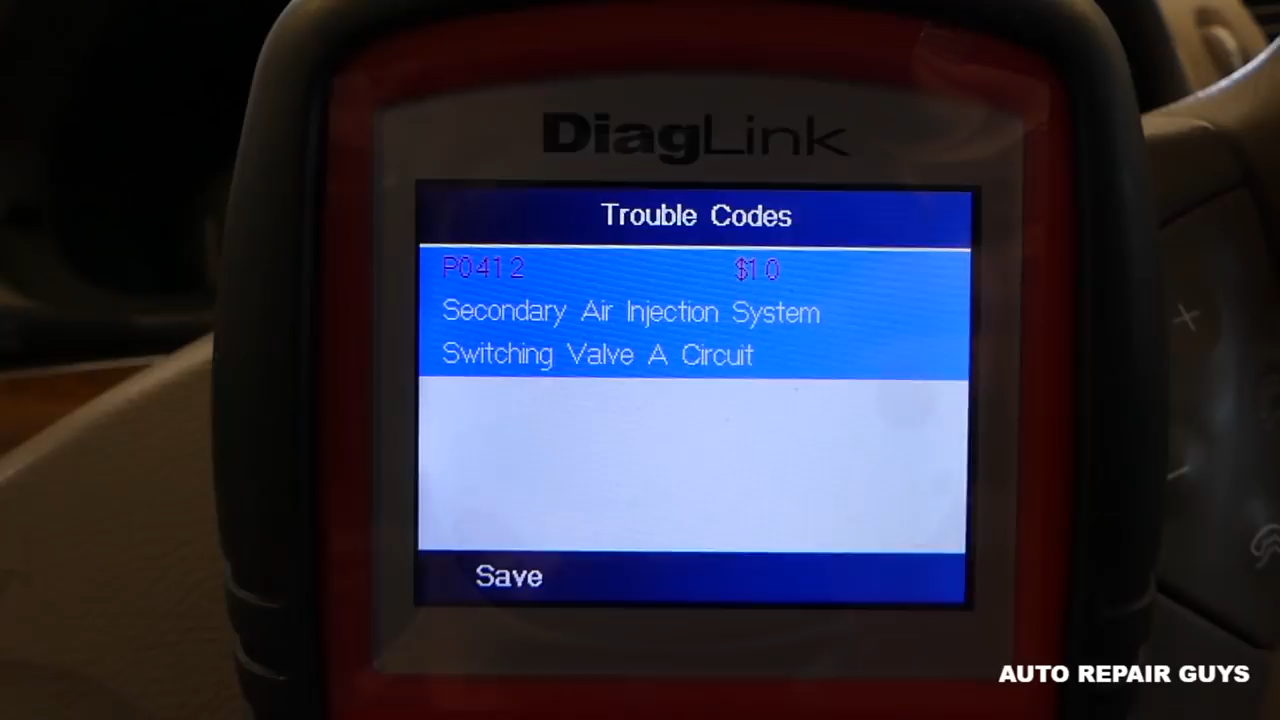 DiagLink
Trouble Codes
P0412 $10
Secondary Air Injection System
Switching Valve A Circuit
Save
AUTO REPAIR GUYS